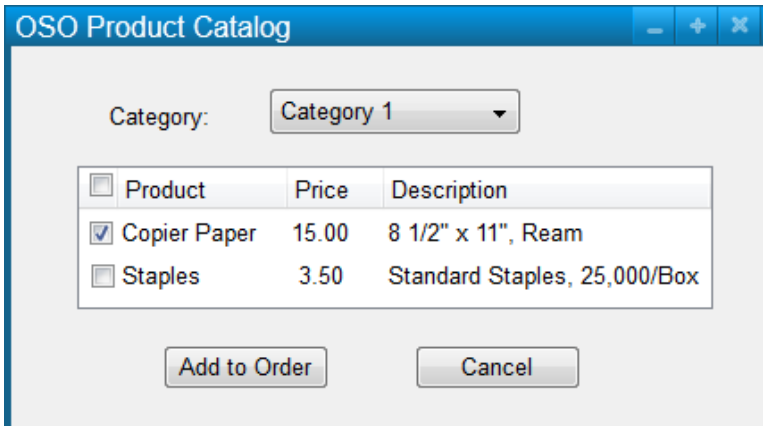 OSO Product Catalog
Category: Category 1
Product Price Description
Copier Paper 15.00 8 1/2" x 11", Ream
Staples 3.50 Standard Staples, 25,000/Box
Add to Order Cancel